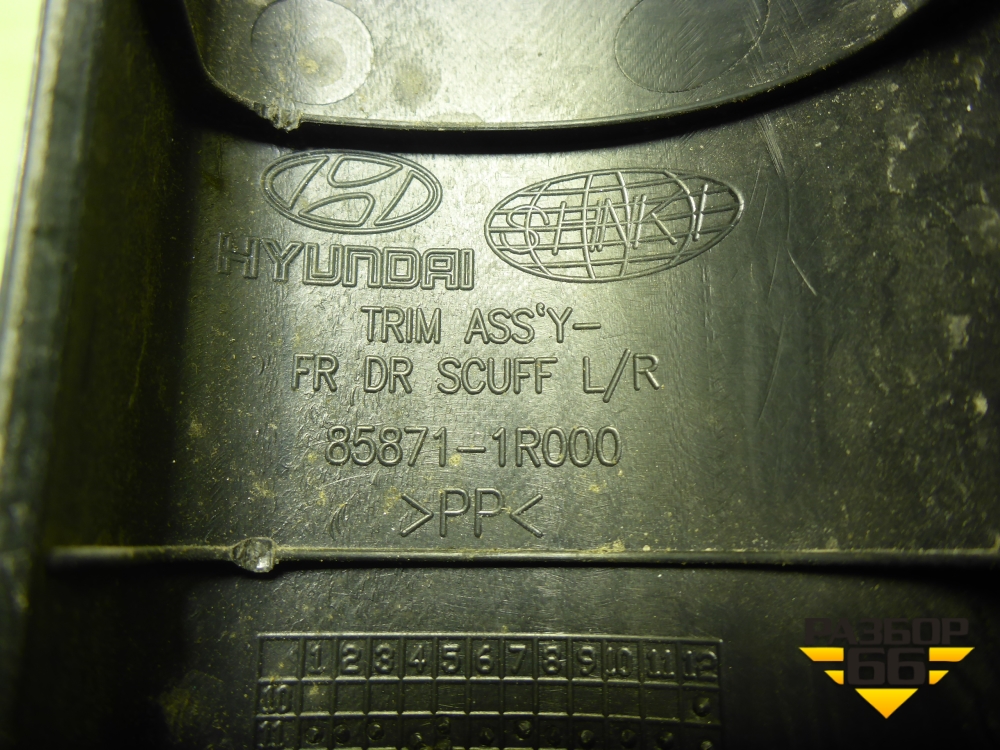 HYUNDAI
SHINKI
TRIM ASS'Y-
FR DR SCUFF L/R
85871-1R000
>PP<
1 2 3 4 5 6 7 8 9 10 11 12
10
11
РАЗБОР
66